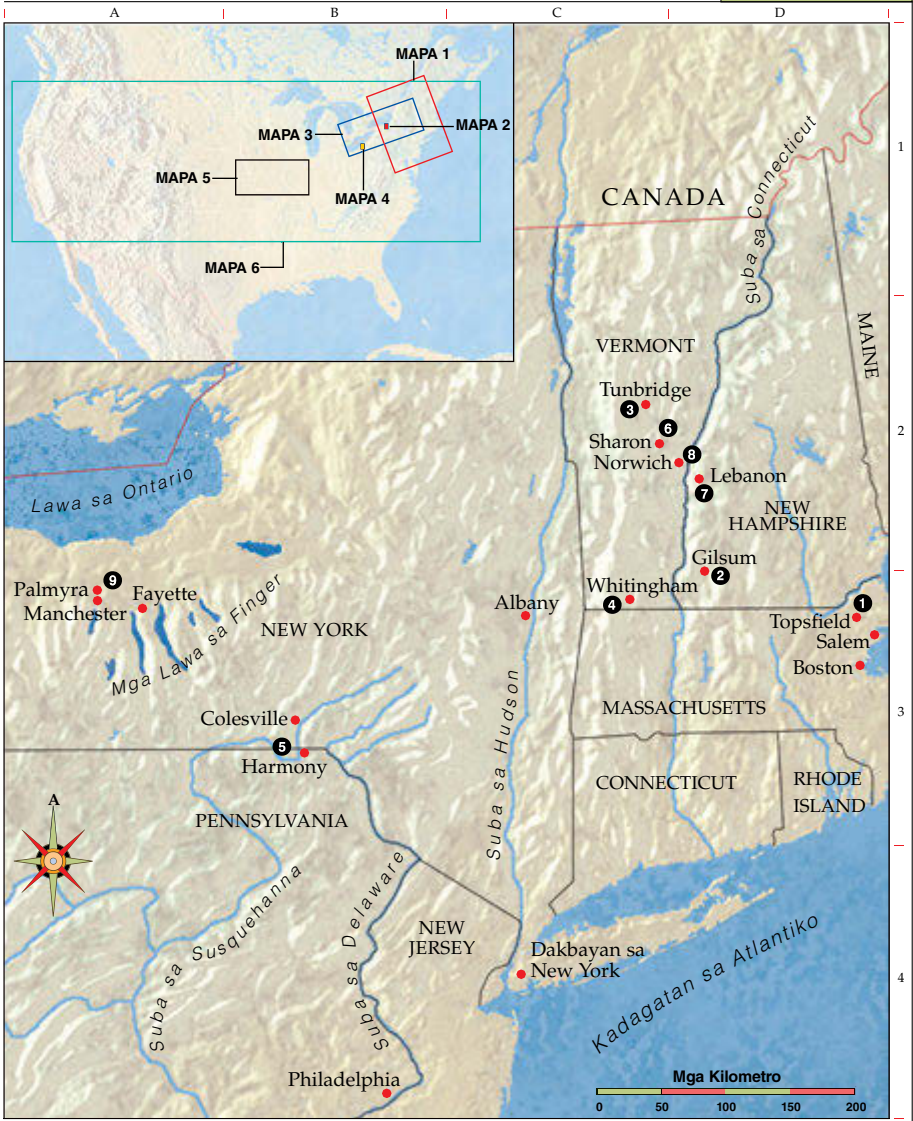 A
B
C
D
MAPA 1
MAPA 2
MAPA 3
MAPA 4
MAPA 5
MAPA 6
1
2
3
4
CANADA
Suba sa Connecticut
MAINE
VERMONT
Tunbridge
3
6
Sharon
8
Norwich
Lebanon
7
NEW
HAMPSHIRE
Lawa sa Ontario
Gilsum
2
9
Palmyra
Manchester
Fayette
Whitingham
4
Albany
1
Topsfield
Salem
Boston
Mga Lawa sa Finger
NEW YORK
Suba sa Hudson
MASSACHUSETTS
Colesville
5
Harmony
CONNECTICUT
RHODE
ISLAND
A
PENNSYLVANIA
Suba sa Susquehanna
Suba sa Delaware
NEW
JERSEY
Dakbayan sa
New York
Kadagatan sa Atlantiko
Philadelphia
Mga Kilometro
0 50 100 150 200